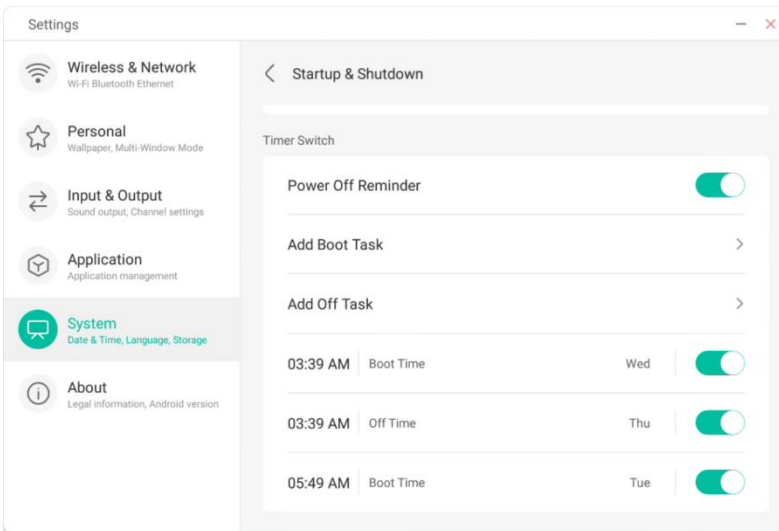 Settings
Wireless & Network
Wi-Fi Bluetooth Ethernet
Personal
Wallpaper, Multi-Window Mode
Input & Output
Sound output, Channel settings
Application
Application management
System
Date & Time, Language, Storage
About
Legal information, Android version
Startup & Shutdown
Timer Switch
Power Off Reminder
Add Boot Task
Add Off Task
03:39 AM Boot Time Wed
03:39 AM Off Time Thu
05:49 AM Boot Time Tue